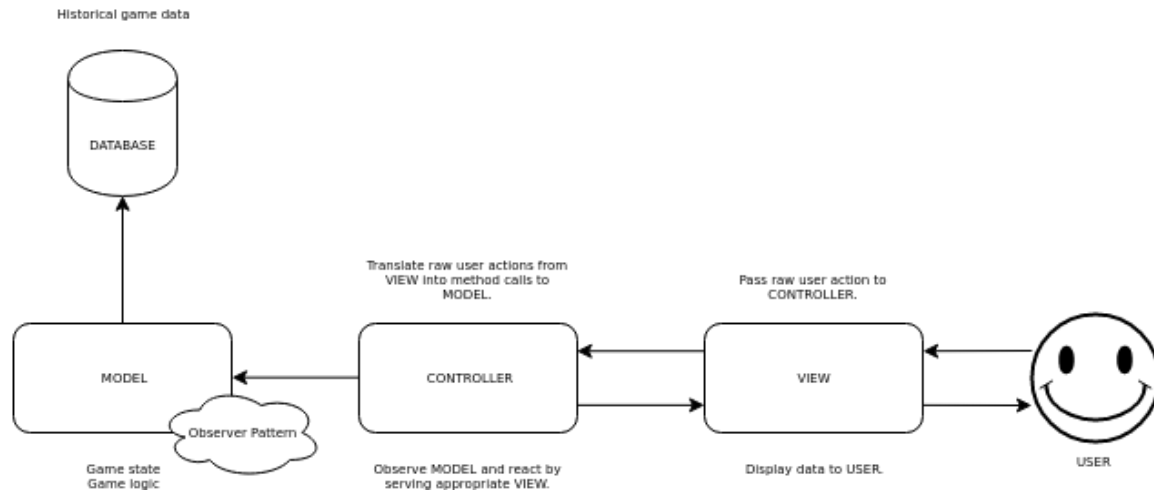 Historical game data
DATABASE
Translate raw user actions from
VIEW into method calls to
MODEL.
Pass raw user action to
CONTROLLER.
MODEL
CONTROLLER
VIEW
Observer Pattern
Game state
Game logic
Observe MODEL and react by
serving appropriate VIEW.
Display data to USER.
USER